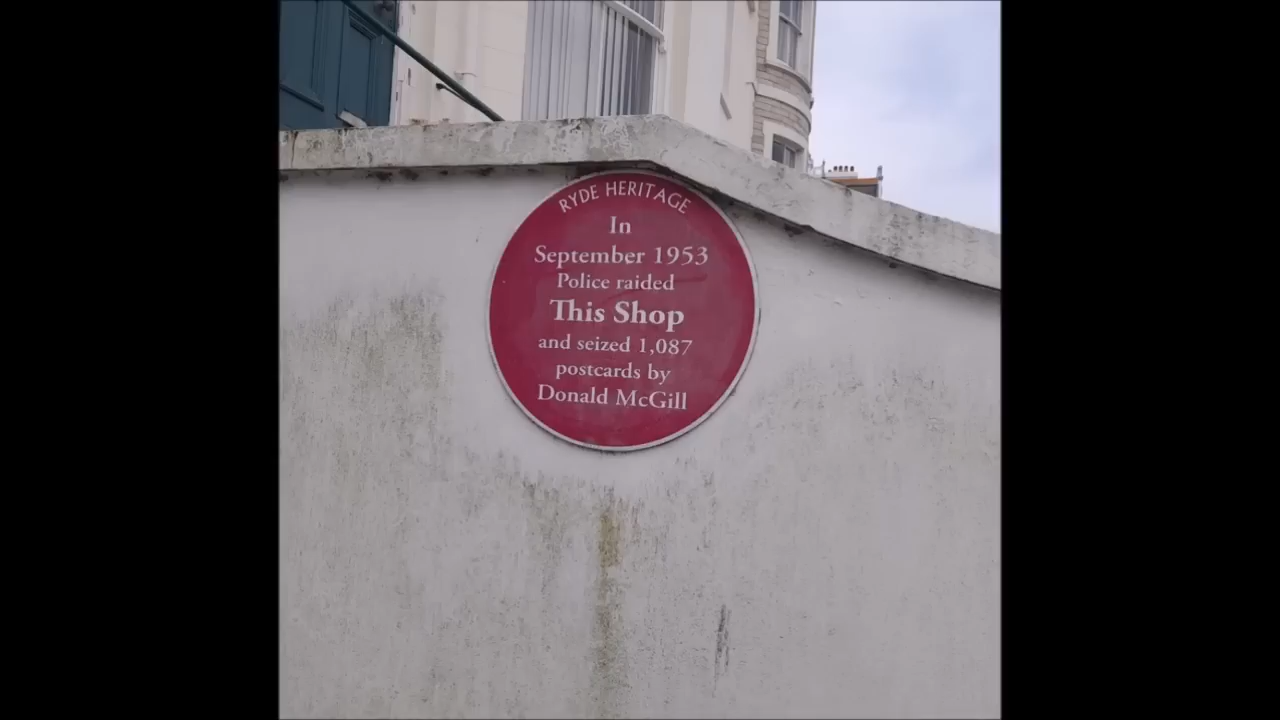 RYDE HERITAGE
In
September 1953
Police raided
This Shop
and seized 1,087
postcards by
Donald McGill